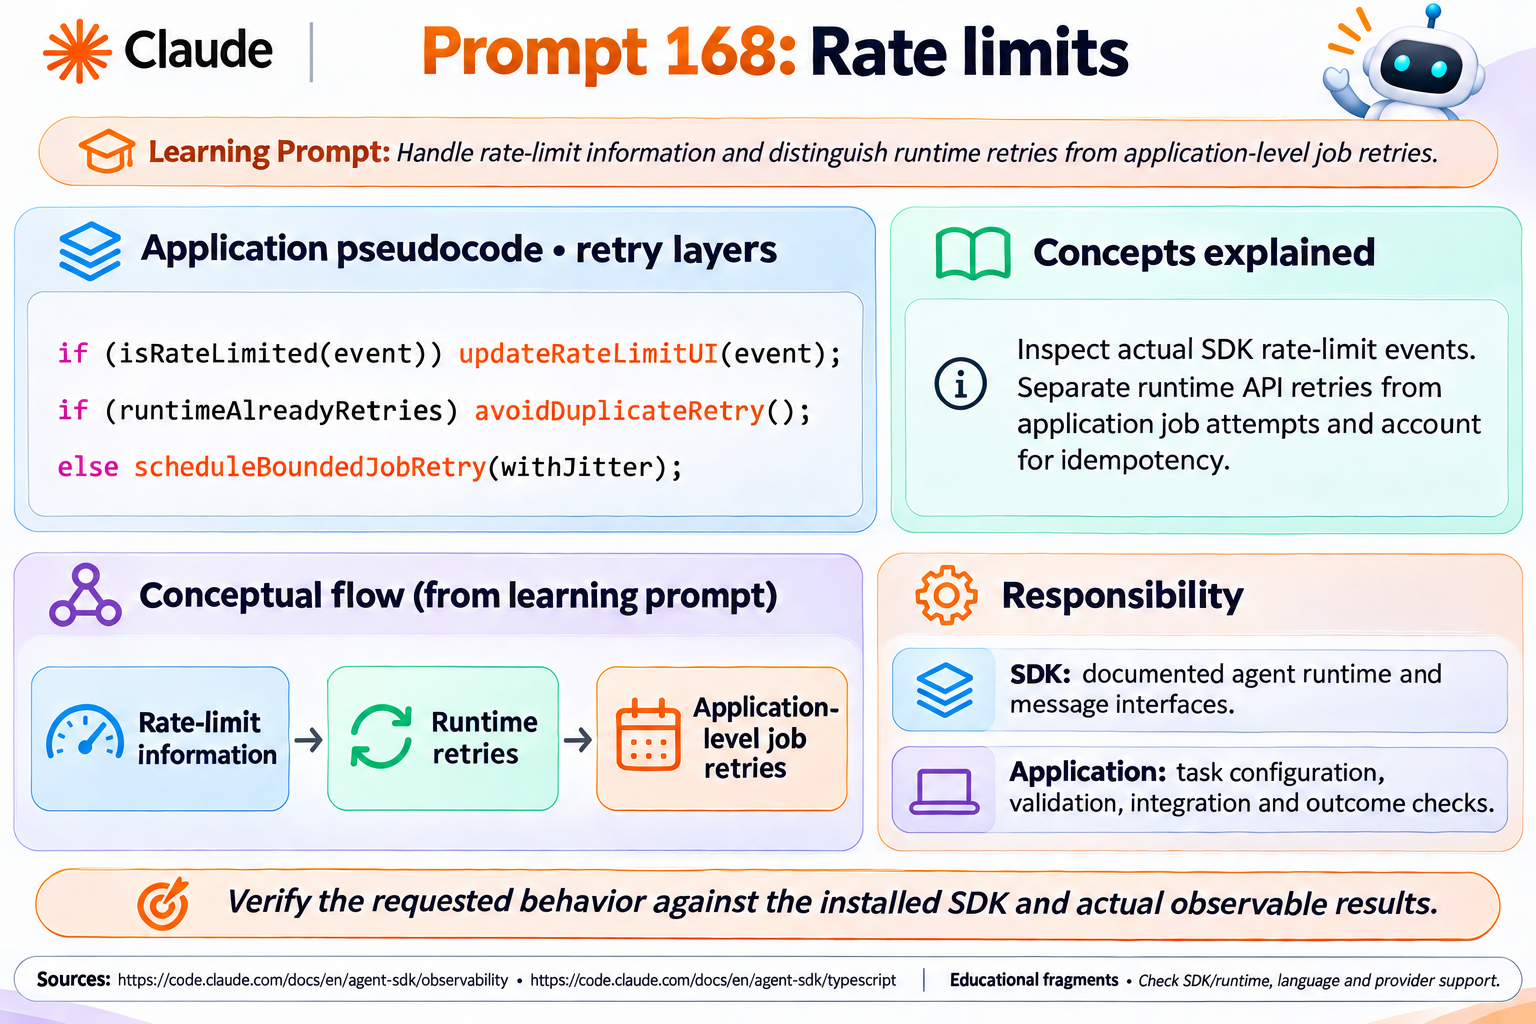 Claude
Prompt 168: Rate limits
Learning Prompt: Handle rate-limit information and distinguish runtime retries from application-level job retries.
Application pseudocode • retry layers
if (isRateLimited(event)) updateRateLimitUI(event);
if (runtimeAlreadyRetries) avoidDuplicateRetry();
else scheduleBoundedJobRetry(withJitter);
Concepts explained
Inspect actual SDK rate-limit events.
Separate runtime API retries from
application job attempts and account
for idempotency.
Conceptual flow (from learning prompt)
Rate-limit
information
Runtime
retries
Application-
level job
retries
Responsibility
SDK: documented agent runtime and
message interfaces.
Application: task configuration,
validation, integration and outcome checks.
Verify the requested behavior against the installed SDK and actual observable results.
Sources: https://code.claude.com/docs/en/agent-sdk/observability • https://code.claude.com/docs/en/agent-sdk/typescript
Educational fragments • Check SDK/runtime, language and provider support.